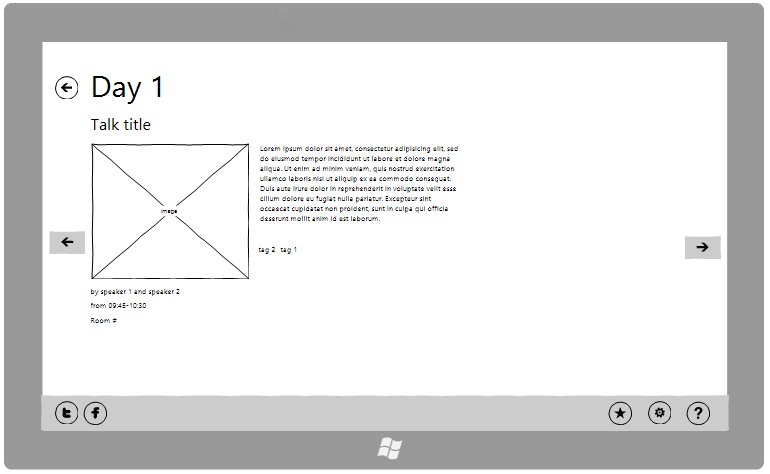 Day 1
Talk title
Image
Lorem ipsum dolor sit amet, consectetur adipisicing elit, sed
do eiusmod tempor incididunt ut labore et dolore magna
aliqua. Ut enim ad minim veniam, quis nostrud exercitation
ullamco laboris nisi ut aliquip ex ea commodo consequat.
Duis aute irure dolor in reprehenderit in voluptate velit esse
cillum dolore eu fugiat nulla pariatur. Excepteur sint
occaecat cupidatat non proident, sunt in culpa qui officia
deserunt mollit anim id est laborum.
tag 2 tag 1
by speaker 1 and speaker 2
from 09:45-10:30
Room #
t f ?